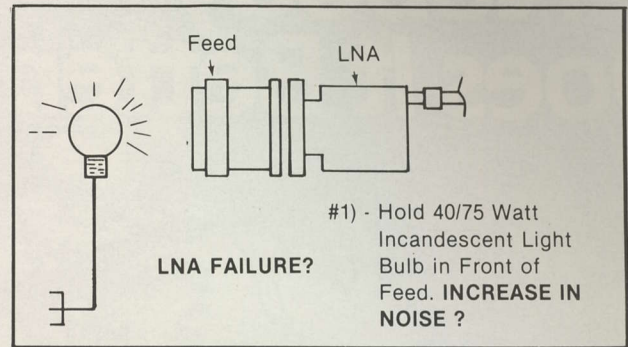 Feed
LNA
#1) - Hold 40/75 Watt
Incandescent Light
Bulb in Front of
Feed. INCREASE IN
NOISE ?
LNA FAILURE?